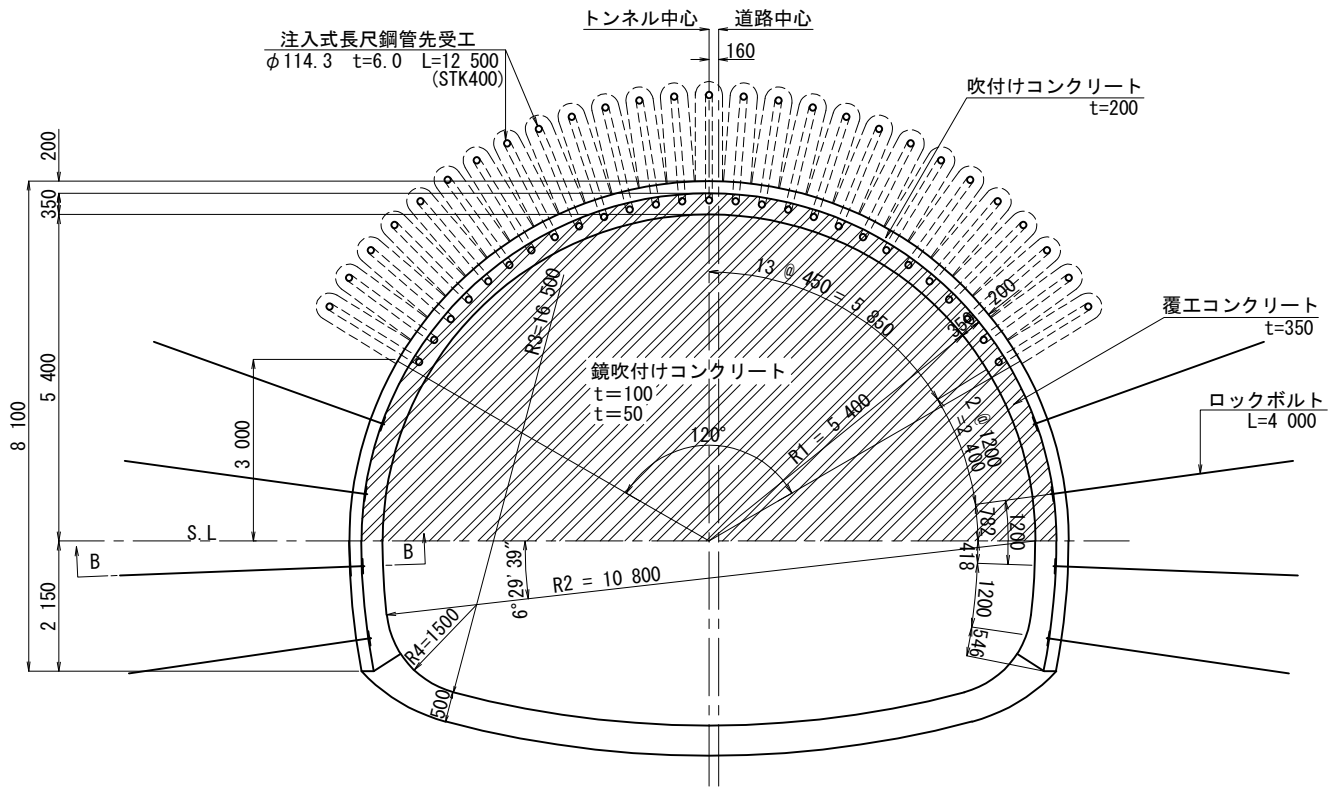 トンネル中心
道路中心
160
注入式長尺鋼管先受工
φ114.3 t=6.0 L=12 500
(STK400)
吹付けコンクリート
t=200
200
350
5 400
8 100
3 000
2 150
R3=16 500
13 @ 450 = 5 850
350
200
覆工コンクリート
t=350
鏡吹付けコンクリート
t=100
t=50
120°
R1 = 5 400
2 @ 1200
= 2 400
ロックボルト
L=4 000
S.L
B
B
6°29'39"
R2 = 10 800
782
1200
418
1200
546
R4=1500
500